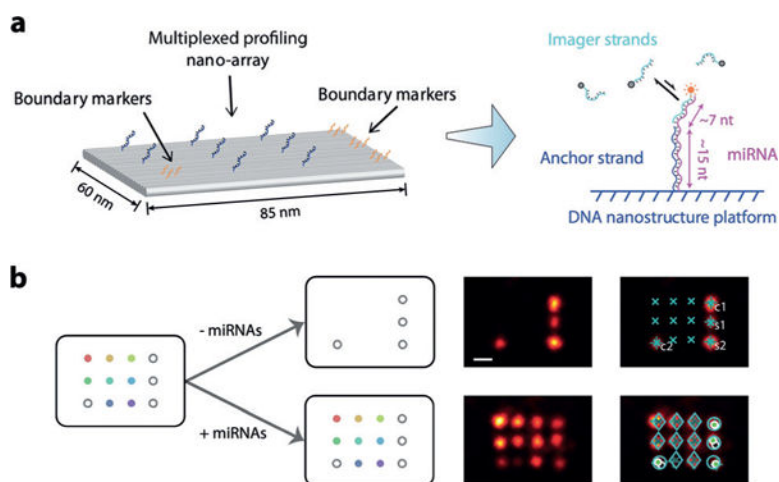 a
Multiplexed profiling
nano-array
Boundary markers
Boundary markers
60 nm
85 nm
Imager strands
~7 nt
Anchor strand
~15 nt
miRNA
DNA nanostructure platform
b
- miRNAs
+ miRNAs
c1
s1
c2
s2